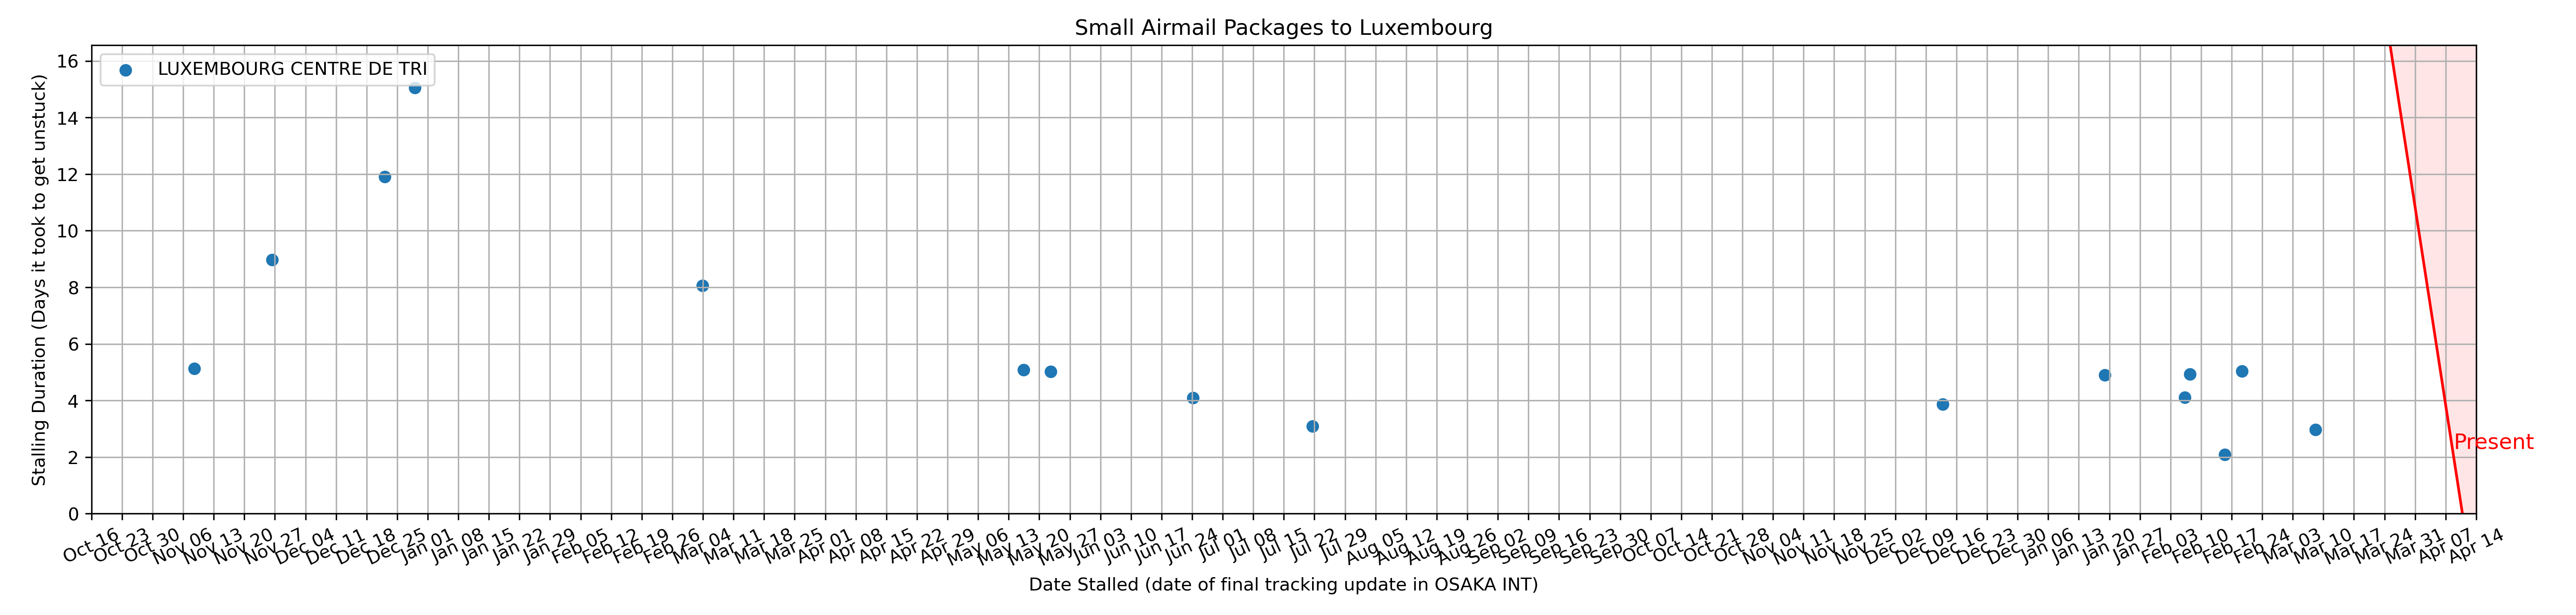 Small Airmail Packages to Luxembourg
LUXEMBOURG CENTRE DE TRI
Stalling Duration (Days it took to get unstuck)
16
14
12
10
8
6
4
2
0
Present
Oct 16 Oct 23 Oct 30 Nov 06 Nov 13 Nov 20 Nov 27 Dec 04 Dec 11 Dec 18 Dec 25 Jan 01 Jan 08 Jan 15 Jan 22 Jan 29 Feb 05 Feb 12 Feb 19 Feb 26 Mar 04 Mar 11 Mar 18 Mar 25 Apr 01 Apr 08 Apr 15 Apr 22 Apr 29 May 06 May 13 May 20 May 27 Jun 03 Jun 10 Jun 17 Jun 24 Jul 01 Jul 08 Jul 15 Jul 22 Jul 29 Aug 05 Aug 12 Aug 19 Aug 26 Sep 02 Sep 09 Sep 16 Sep 23 Sep 30 Oct 07 Oct 14 Oct 21 Oct 28 Nov 04 Nov 11 Nov 18 Nov 25 Dec 02 Dec 09 Dec 16 Dec 23 Dec 30 Jan 06 Jan 13 Jan 20 Jan 27 Feb 03 Feb 10 Feb 17 Feb 24 Mar 03 Mar 10 Mar 17 Mar 24 Mar 31 Apr 07 Apr 14
Date Stalled (date of final tracking update in OSAKA INT)